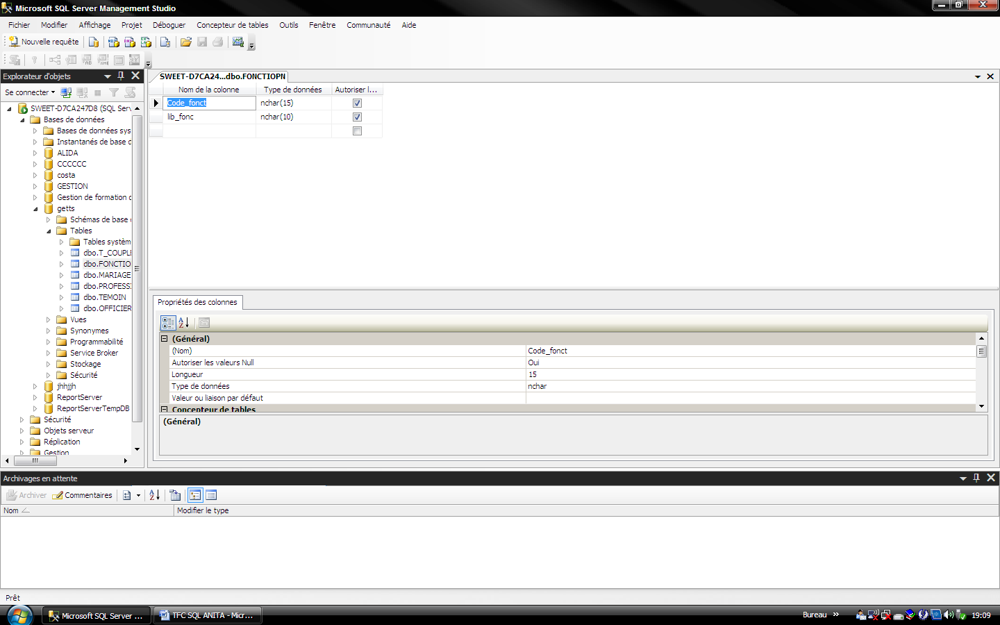 Microsoft SQL Server Management Studio
Fichier Modifier Affichage Projet Déboguer Concepteur de tables Outils Fenêtre Communauté Aide
Nouvelle requête
Explorateur d'objets
Se connecter
SWEET-D7CA247D8 (SQL Serv
Bases de données
Bases de données sys
Instantanés de base d
ALIDA
CCCCCC
costa
GESTION
Gestion de formation c
getts
Schémas de base
Tables
Tables systèm
dbo.T_COUPLE
dbo.FONCTIO
dbo.MARIAGE
dbo.PROFESSI
dbo.TEMOIN
dbo.OFFICIER
Vues
Synonymes
Programmabilité
Service Broker
Stockage
Sécurité
jhhjjh
ReportServer
ReportServerTempDB
Sécurité
Objets serveur
Réplication
Gestion
SWEET-D7CA24...dbo.FONCTIOPN
Nom de la colonne Type de données Autoriser l...
Code_fonct nchar(15)
lib_fonc nchar(10)
Propriétés des colonnes
(Général)
(Nom) Code_fonct
Autoriser les valeurs Null Oui
Longueur 15
Type de données nchar
Valeur ou liaison par défaut
Concepteur de tables
(Général)
Archivages en attente
Archiver Commentaires
Nom Modifier le type
Prêt
Microsoft SQL Server ... TFC SQL ANITA - Micr... Bureau » 19:09